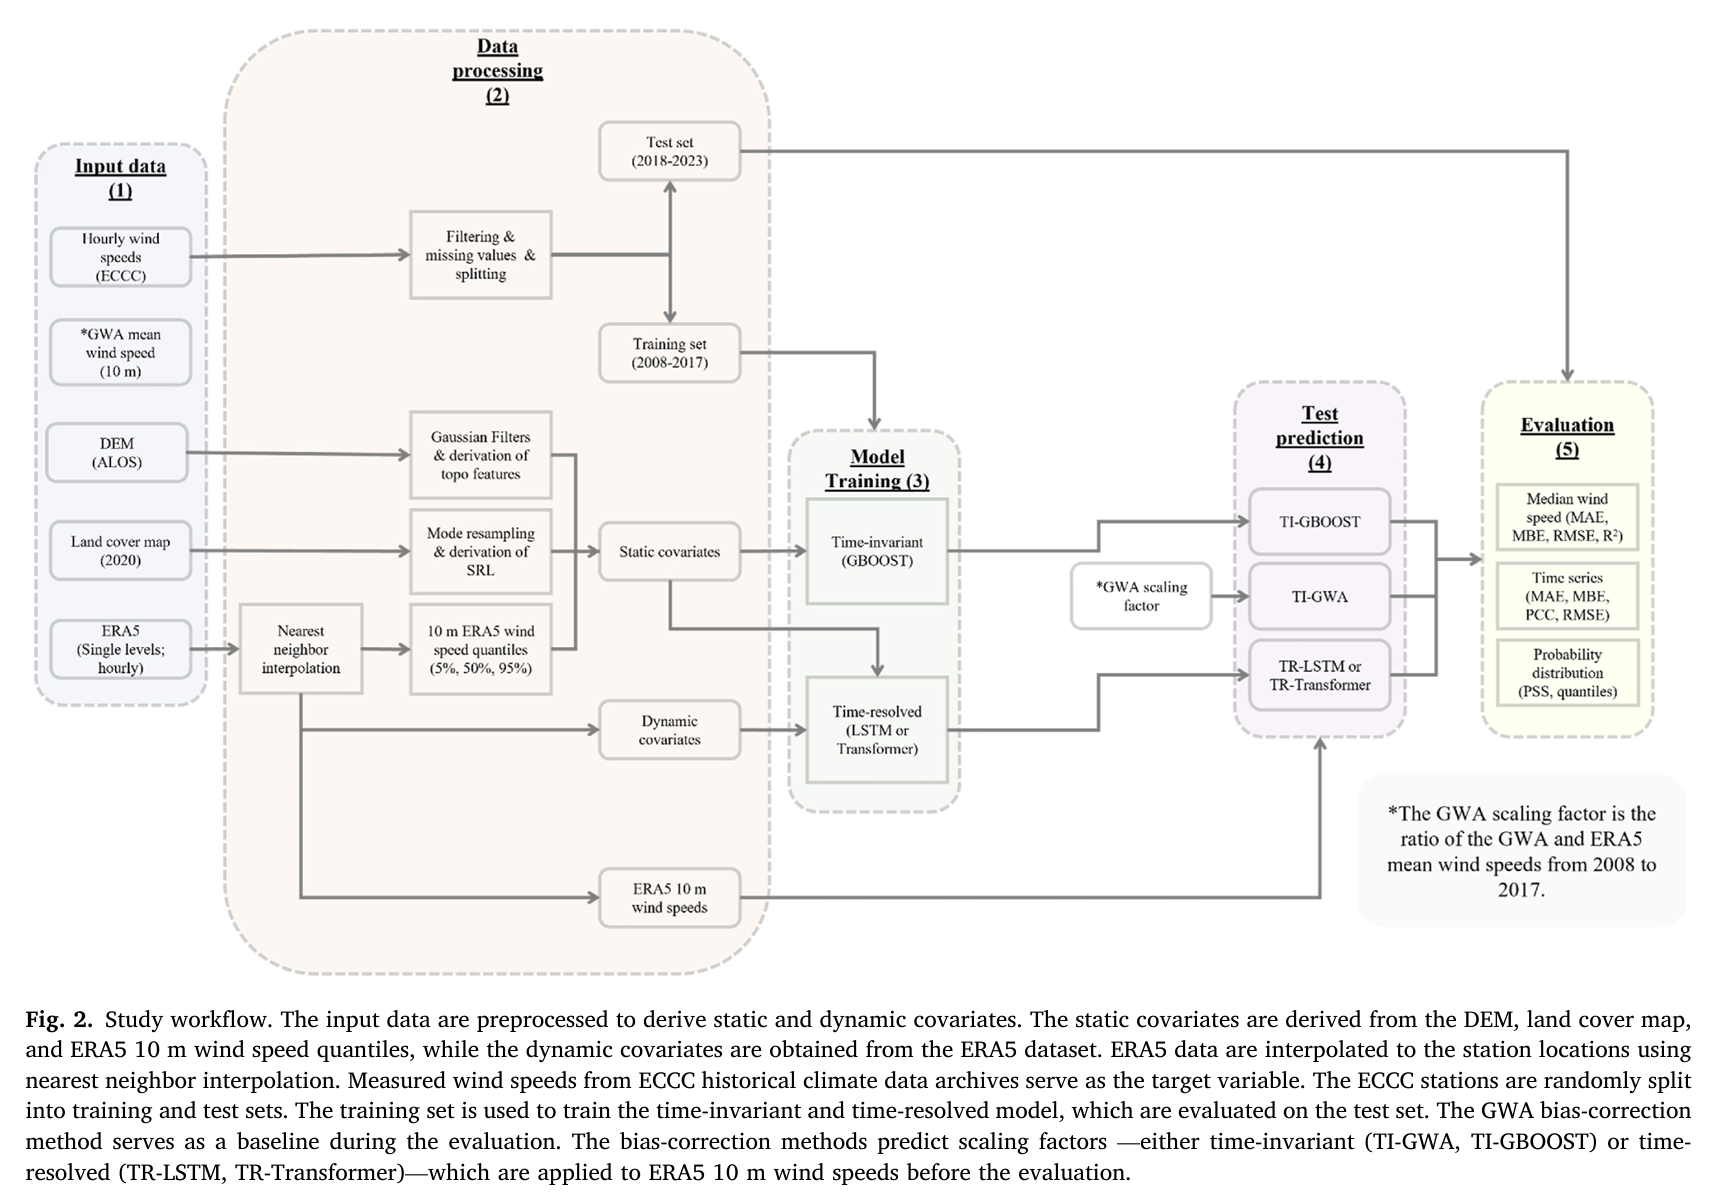 Data
processing
(2)
Input data
(1)
Hourly wind
speeds
(ECCC)
*GWA mean
wind speed
(10 m)
DEM
(ALOS)
Land cover map
(2020)
ERA5
(Single levels;
hourly)
Test set
(2018-2023)
Filtering &
missing values &
splitting
Training set
(2008-2017)
Gaussian Filters
& derivation of
topo features
Mode resampling
& derivation of
SRL
Static covariates
Nearest
neighbor
interpolation
10 m ERA5 wind
speed quantiles
(5%, 50%, 95%)
Dynamic
covariates
ERA5 10 m
wind speeds
Model
Training (3)
Time-invariant
(GBOOST)
Time-resolved
(LSTM or
Transformer)
*GWA scaling
factor
Test
prediction
(4)
TI-GBOOST
TI-GWA
TR-LSTM or
TR-Transformer
Evaluation
(5)
Median wind
speed (MAE,
MBE, RMSE, R²)
Time series
(MAE, MBE,
PCC, RMSE)
Probability
distribution
(PSS, quantiles)
*The GWA scaling factor is the
ratio of the GWA and ERA5
mean wind speeds from 2008 to
2017.
Fig. 2. Study workflow. The input data are preprocessed to derive static and dynamic covariates. The static covariates are derived from the DEM, land cover map,
and ERA5 10 m wind speed quantiles, while the dynamic covariates are obtained from the ERA5 dataset. ERA5 data are interpolated to the station locations using
nearest neighbor interpolation. Measured wind speeds from ECCC historical climate data archives serve as the target variable. The ECCC stations are randomly split
into training and test sets. The training set is used to train the time-invariant and time-resolved model, which are evaluated on the test set. The GWA bias-correction
method serves as a baseline during the evaluation. The bias-correction methods predict scaling factors —either time-invariant (TI-GWA, TI-GBOOST) or time-
resolved (TR-LSTM, TR-Transformer)—which are applied to ERA5 10 m wind speeds before the evaluation.